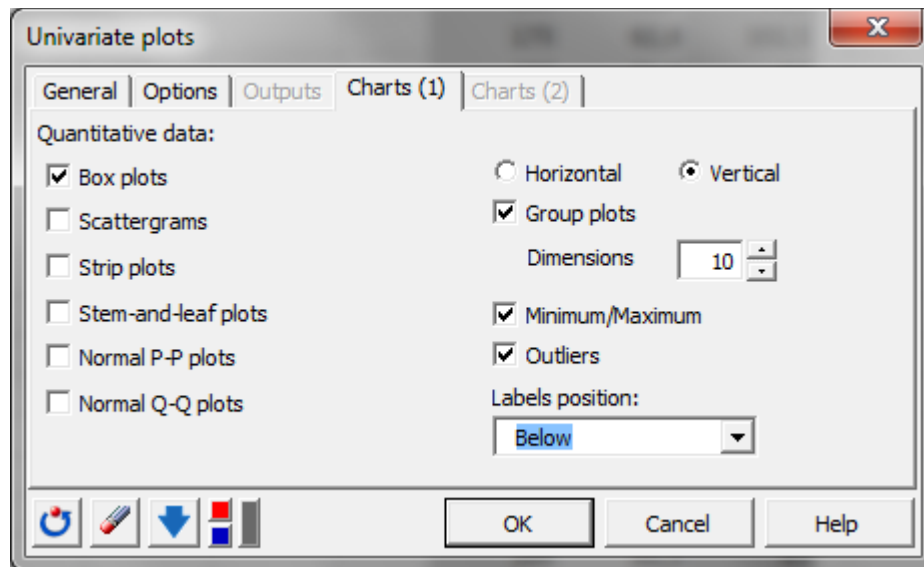 Univariate plots
General Options Outputs Charts (1) Charts (2)
Quantitative data:
Box plots
Scattergrams
Strip plots
Stem-and-leaf plots
Normal P-P plots
Normal Q-Q plots
Horizontal Vertical
Group plots
Dimensions 10
Minimum/Maximum
Outliers
Labels position:
Below
OK Cancel Help